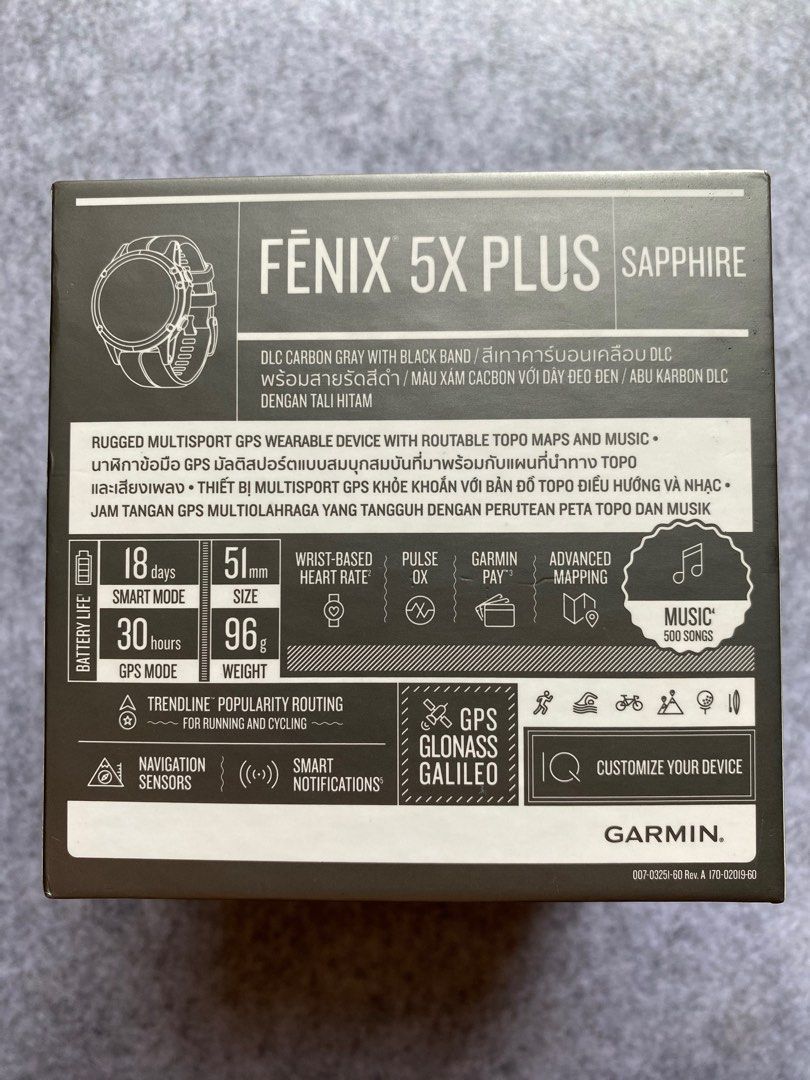 FĒNIX® 5X PLUS
SAPPHIRE
DLC CARBON GRAY WITH BLACK BAND / สีเทาคาร์บอนเคลือบ DLC
พร้อมสายรัดสีดำ / MÀU XÁM CACBON VỚI DÂY ĐEO ĐEN / ABU KARBON DLC
DENGAN TALI HITAM
RUGGED MULTISPORT GPS WEARABLE DEVICE WITH ROUTABLE TOPO MAPS AND MUSIC •
นาฬิกาข้อมือ GPS มัลติสปอร์ตแบบสมบุกสมบันที่มาพร้อมกับแผนที่นำทาง TOPO
และเสียงเพลง • THIẾT BỊ MULTISPORT GPS KHỎE KHOẮN VỚI BẢN ĐỒ TOPO ĐIỀU HƯỚNG VÀ NHẠC •
JAM TANGAN GPS MULTIOLAHRAGA YANG TANGGUH DENGAN PERUTEAN PETA TOPO DAN MUSIK
BATTERY LIFE¹
18 days
SMART MODE
30 hours
GPS MODE
51 mm
SIZE
96 g
WEIGHT
WRIST-BASED
HEART RATE²
PULSE
OX
GARMIN
PAY™³
ADVANCED
MAPPING
MUSIC⁴
500 SONGS
TRENDLINE™ POPULARITY ROUTING
FOR RUNNING AND CYCLING
NAVIGATION
SENSORS
SMART
NOTIFICATIONS⁵
GPS
GLONASS
GALILEO
IQ CUSTOMIZE YOUR DEVICE
GARMIN®
007-03251-60 Rev. A 170-02019-60